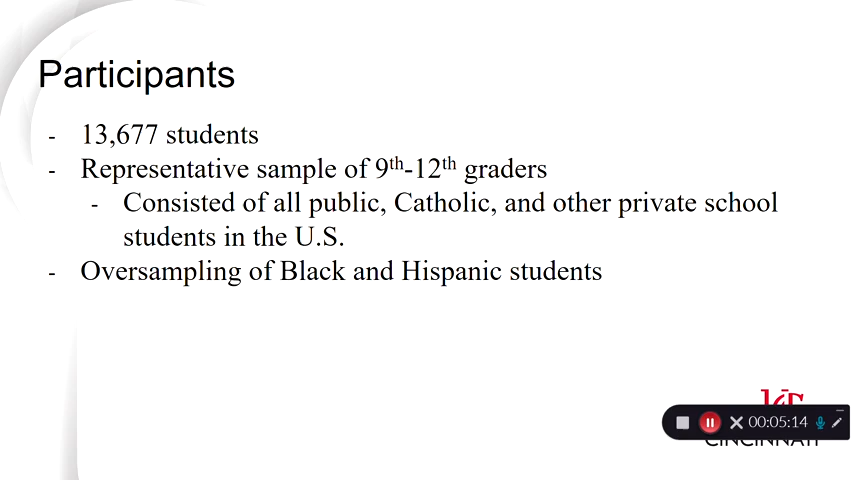 Participants
- 13,677 students
- Representative sample of 9th-12th graders
- Consisted of all public, Catholic, and other private school
students in the U.S.
- Oversampling of Black and Hispanic students
00:05:14
CINCINNATI